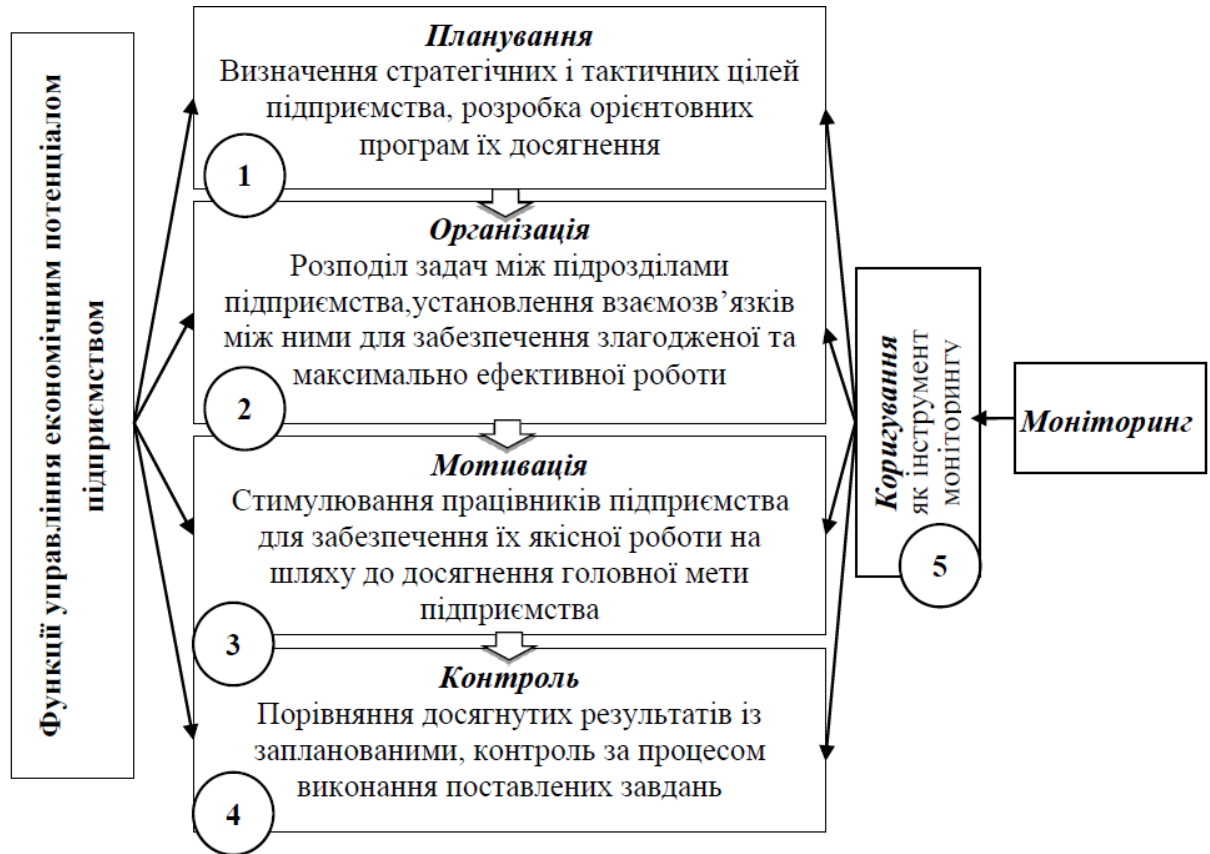 Функції управління економічним потенціалом
підприємством
Планування
Визначення стратегічних і тактичних цілей
підприємства, розробка орієнтовних
програм їх досягнення
1
Організація
Розподіл задач між підрозділами
підприємства,установлення взаємозв’язків
між ними для забезпечення злагодженої та
максимально ефективної роботи
2
Мотивація
Стимулювання працівників підприємства
для забезпечення їх якісної роботи на
шляху до досягнення головної мети
підприємства
3
Контроль
Порівняння досягнутих результатів із
запланованими, контроль за процесом
виконання поставлених завдань
4
Коригування
як інструмент
моніторингу
5
Моніторинг